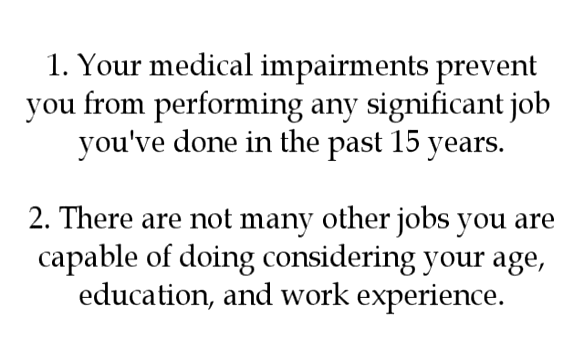 1. Your medical impairments prevent
you from performing any significant job
you've done in the past 15 years.
2. There are not many other jobs you are
capable of doing considering your age,
education, and work experience.